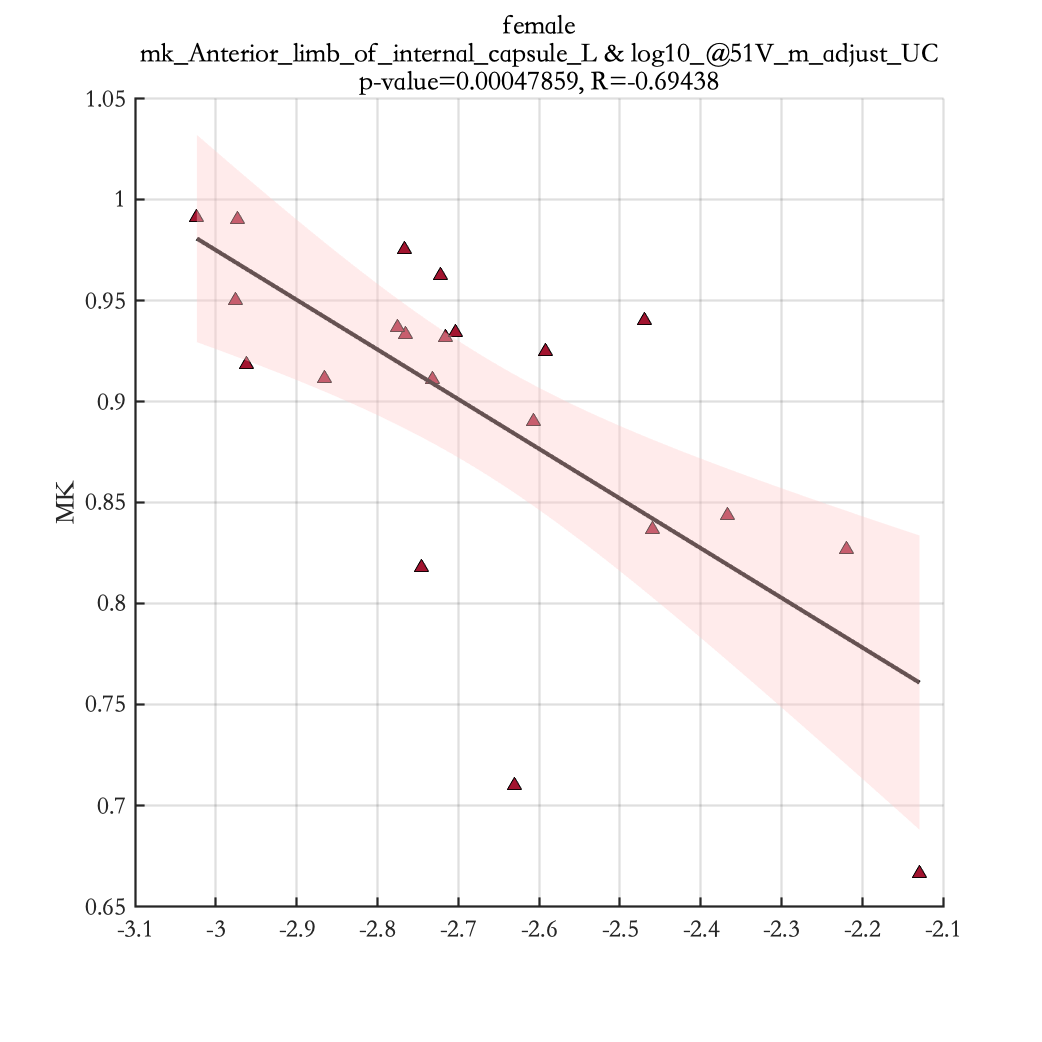 female
mk_Anterior_limb_of_internal_capsule_L & log10_@51V_m_adjust_UC
p-value=0.00047859, R=-0.69438
1.05
1
0.95
0.9
0.85
MK
0.8
0.75
0.7
0.65
-3.1 -3 -2.9 -2.8 -2.7 -2.6 -2.5 -2.4 -2.3 -2.2 -2.1